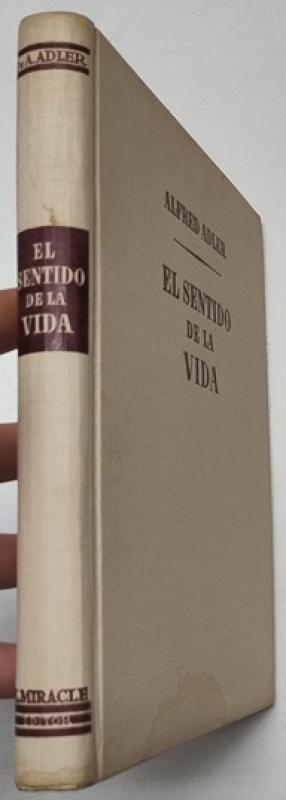 Dr A. ADLER
EL
SENTIDO
DE LA
VIDA
L. MIRACLE
EDITOR
ALFRED ADLER
EL SENTIDO
DE LA
VIDA